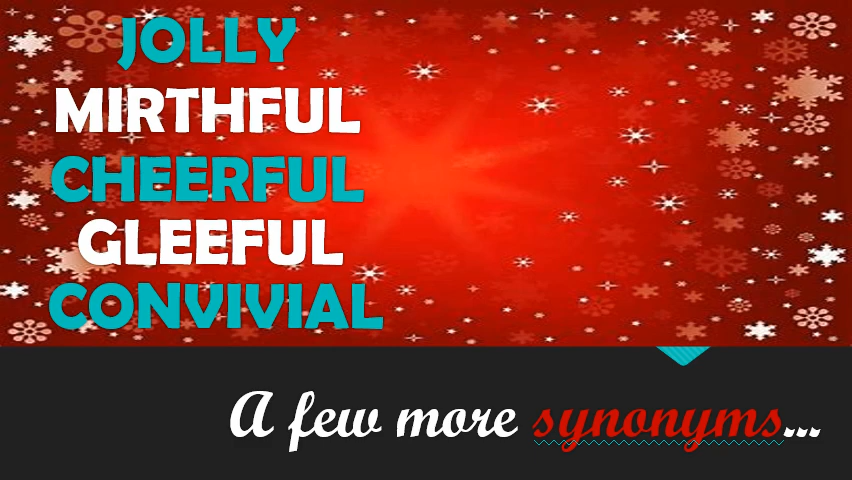 JOLLY
MIRTHFUL
CHEERFUL
GLEEFUL
CONVIVIAL
A few more synonyms...